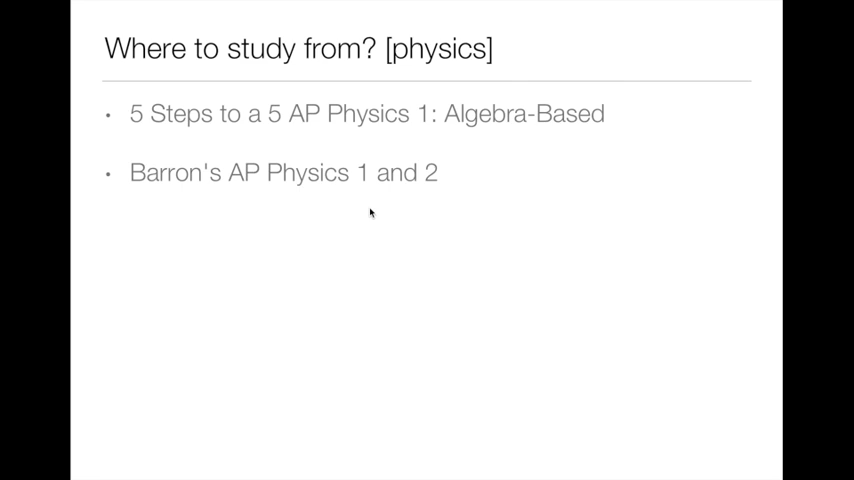 Where to study from? [physics]
• 5 Steps to a 5 AP Physics 1: Algebra-Based
• Barron's AP Physics 1 and 2